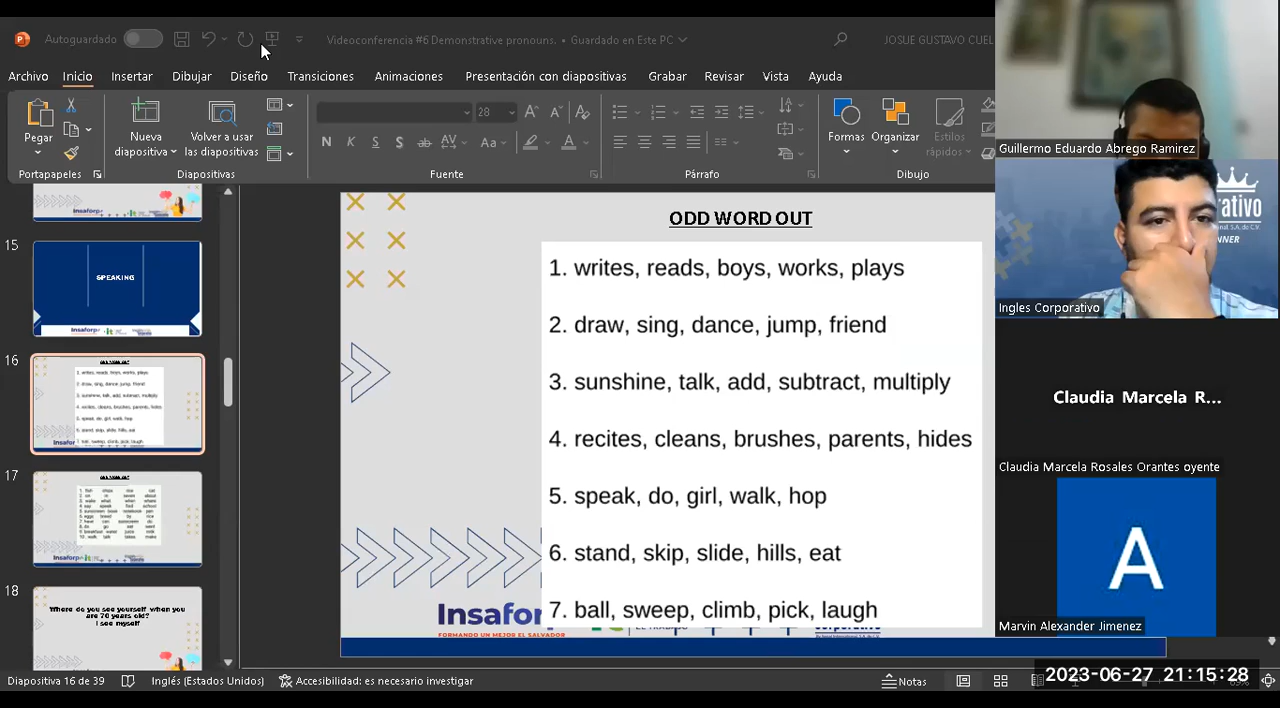 Autoguardado
Videoconferencia #6 Demonstrative pronouns. • Guardado en Este PC
JOSUE GUSTAVO CUEL
Archivo Inicio Insertar Dibujar Diseño Transiciones Animaciones Presentación con diapositivas Grabar Revisar Vista Ayuda
Pegar
Nueva diapositiva
Volver a usar las diapositivas
28
N K S S ab AV Aa A
Formas
Organizar
Estilos rápidos
Portapapeles
Diapositivas
Fuente
Párrafo
Dibujo
15
SPEAKING
16
17
18
Where do you see yourself when you
are 70 years old?
I see myself
ODD WORD OUT
1. writes, reads, boys, works, plays
2. draw, sing, dance, jump, friend
3. sunshine, talk, add, subtract, multiply
4. recites, cleans, brushes, parents, hides
5. speak, do, girl, walk, hop
6. stand, skip, slide, hills, eat
7. ball, sweep, climb, pick, laugh
Insafor
FORMANDO UN MEJOR EL SALVADOR
Guillermo Eduardo Abrego Ramirez
Ingles Corporativo
Claudia Marcela R...
Claudia Marcela Rosales Orantes oyente
A
Marvin Alexander Jimenez
Diapositiva 16 de 39
Inglés (Estados Unidos)
Accesibilidad: es necesario investigar
Notas
2023-06-27 21:15:28